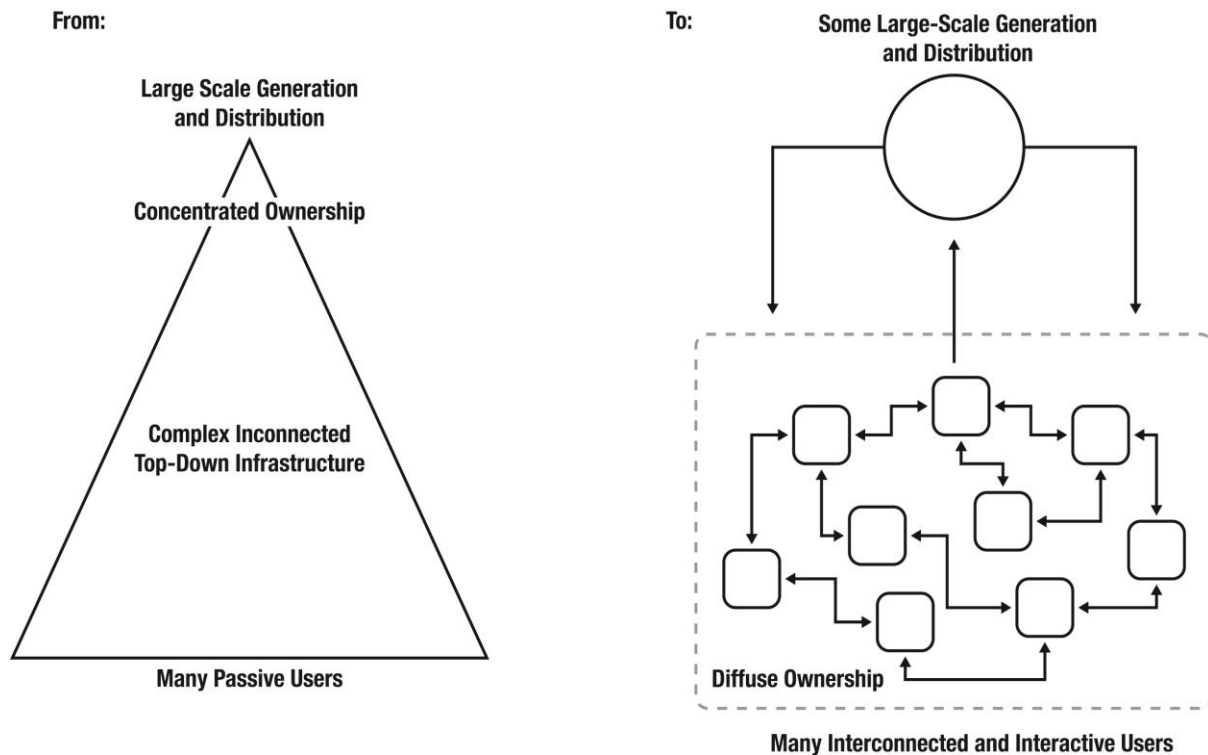 From:
Large Scale Generation
and Distribution
Concentrated Ownership
Complex Inconnected
Top-Down Infrastructure
Many Passive Users
To:
Some Large-Scale Generation
and Distribution
Diffuse Ownership
Many Interconnected and Interactive Users